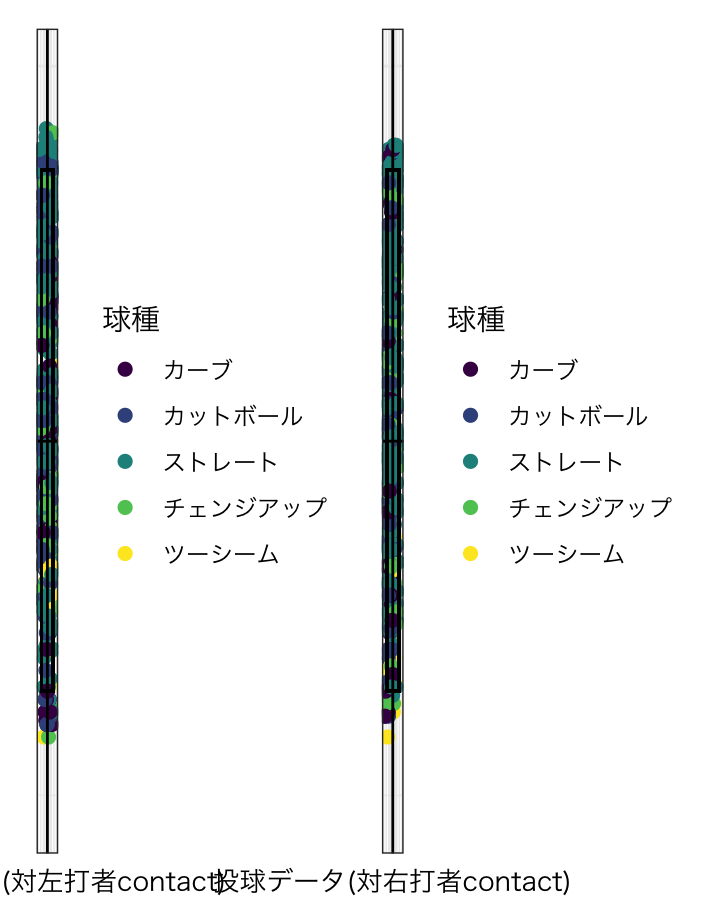 球種
カーブ
カットボール
ストレート
チェンジアップ
ツーシーム
球種
カーブ
カットボール
ストレート
チェンジアップ
ツーシーム
(対左打者contact)
投球データ(対右打者contact)